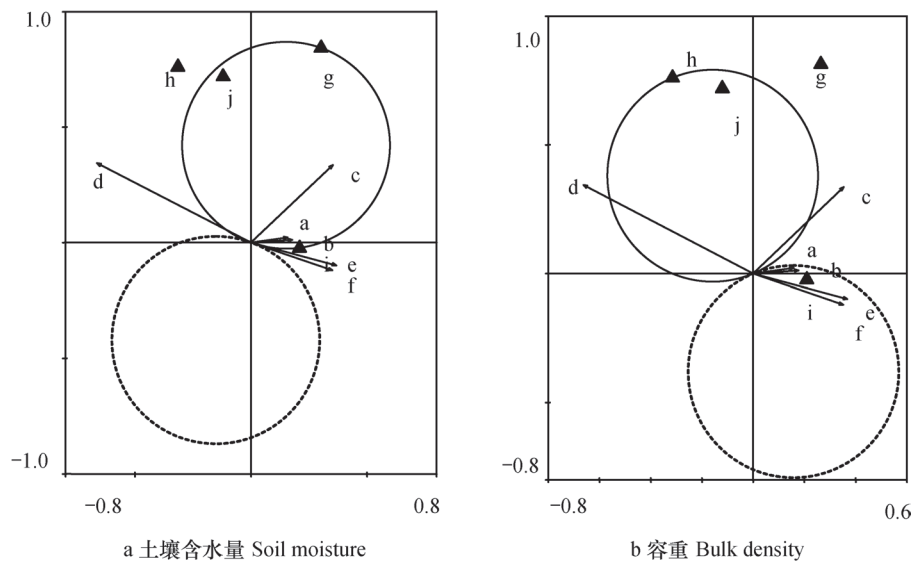 1.0
h
j
g
d
c
a
b
i
e
f
-1.0
-0.8
0.8
a 土壤含水量 Soil moisture
1.0
h
g
j
d
c
a
b
i
e
f
-0.8
-0.8
0.6
b 容重 Bulk density